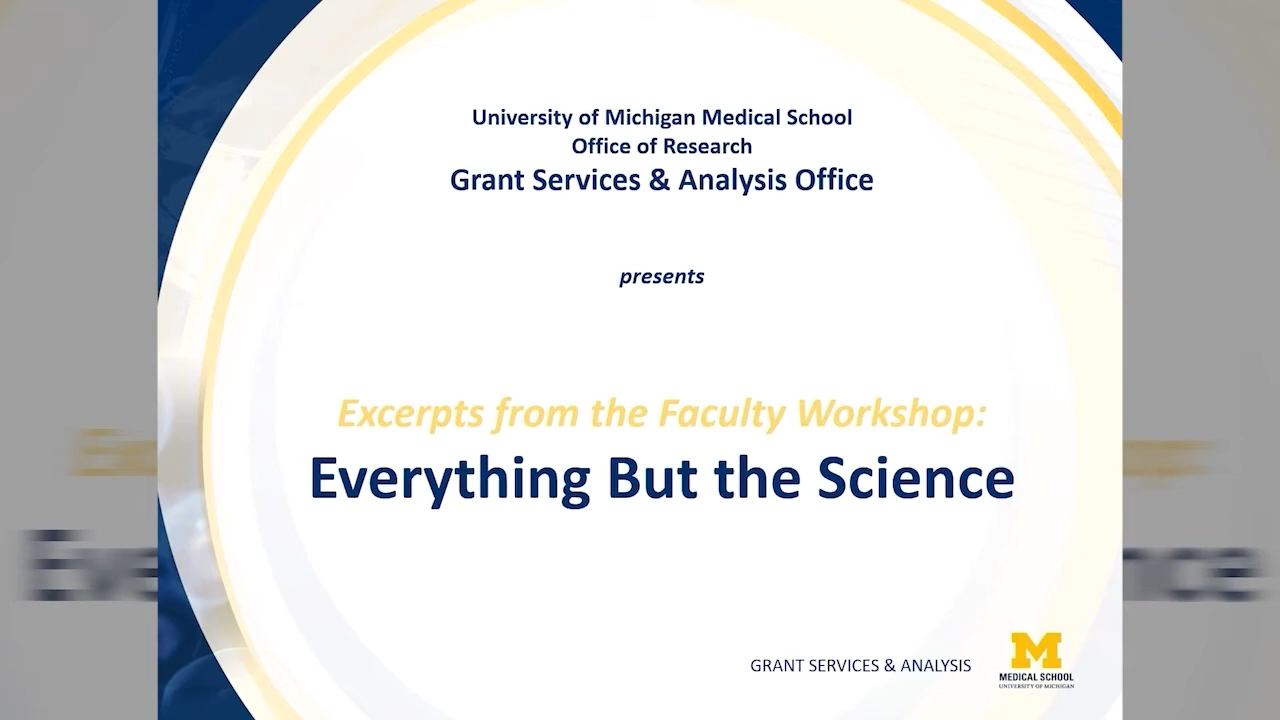 University of Michigan Medical School
Office of Research
Grant Services & Analysis Office
presents
Excerpts from the Faculty Workshop:
Everything But the Science
GRANT SERVICES & ANALYSIS
M
MEDICAL SCHOOL
UNIVERSITY OF MICHIGAN